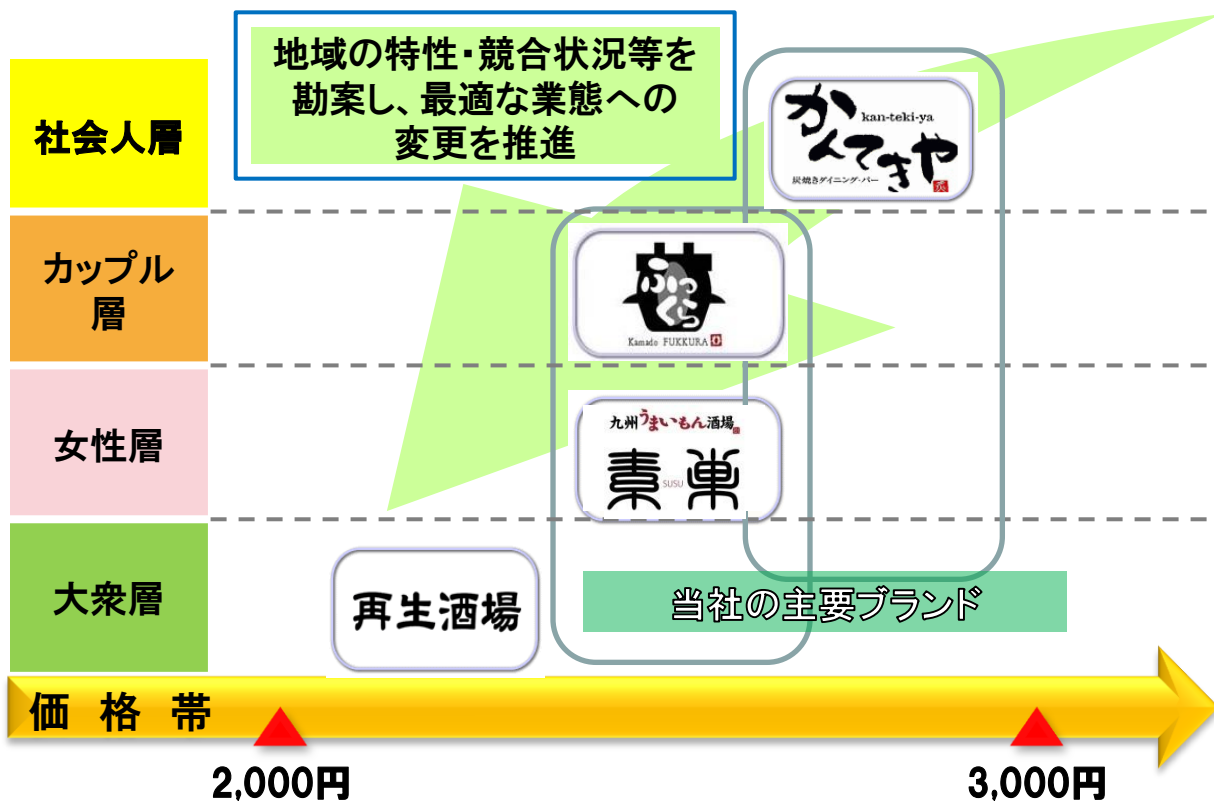 地域の特性・競合状況等を
勘案し、最適な業態への
変更を推進
社会人層
かんてきや
kan-teki-ya
炭焼きダイニング・バー
カップル
層
ふっくら
Kamado FUKKURA
女性層
九州うまいもん酒場
素巣
SUSU
大衆層
再生酒場
当社の主要ブランド
価 格 帯
2,000円
3,000円